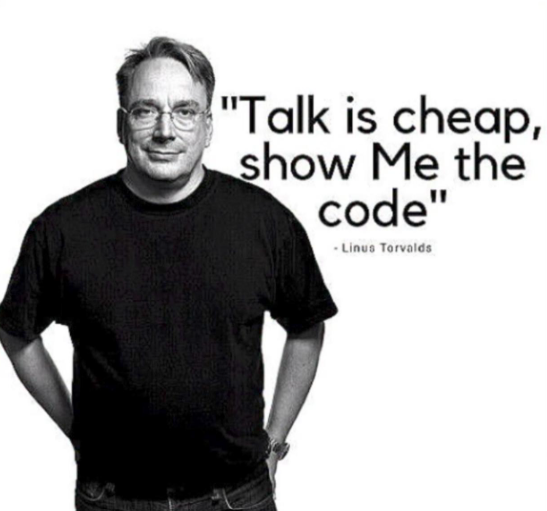 "Talk is cheap,
show Me the
code"
- Linus Torvalds